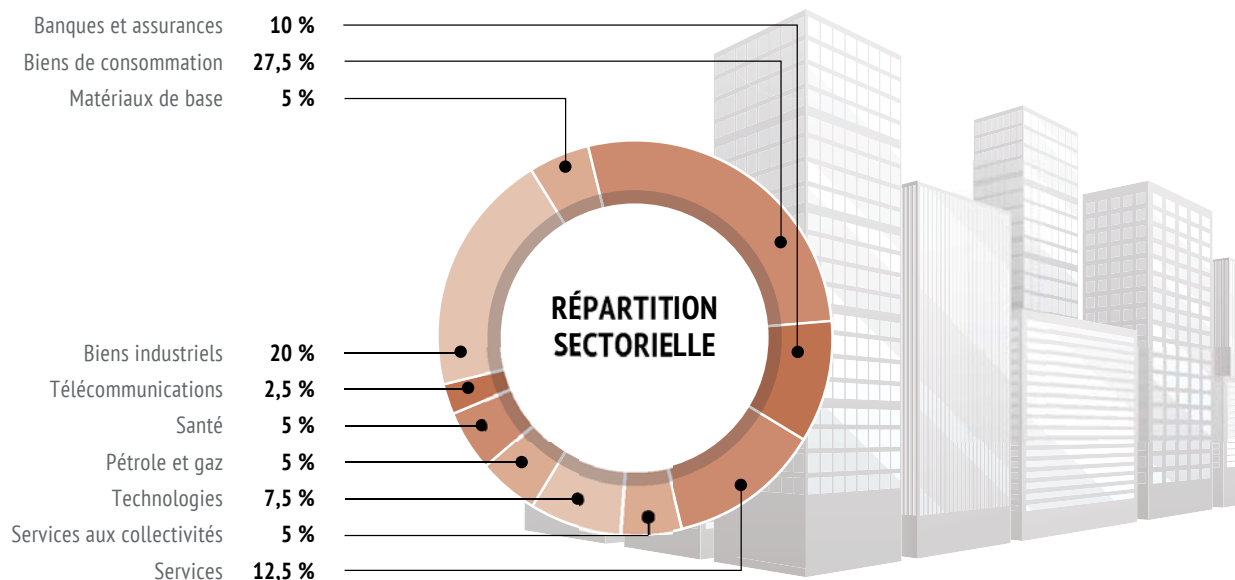 Banques et assurances 10 %
Biens de consommation 27,5 %
Matériaux de base 5 %
RÉPARTITION
SECTORIELLE
Biens industriels 20 %
Télécommunications 2,5 %
Santé 5 %
Pétrole et gaz 5 %
Technologies 7,5 %
Services aux collectivités 5 %
Services 12,5 %